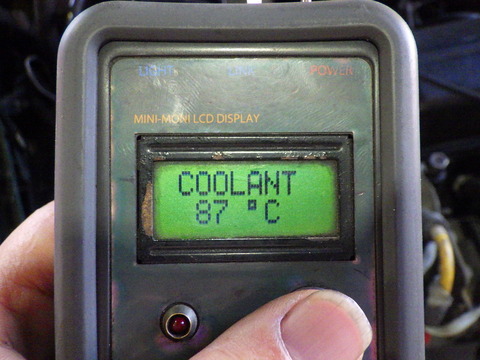 POWER
MINI-MONI LCD DISPLAY
COOLANT
87 °C